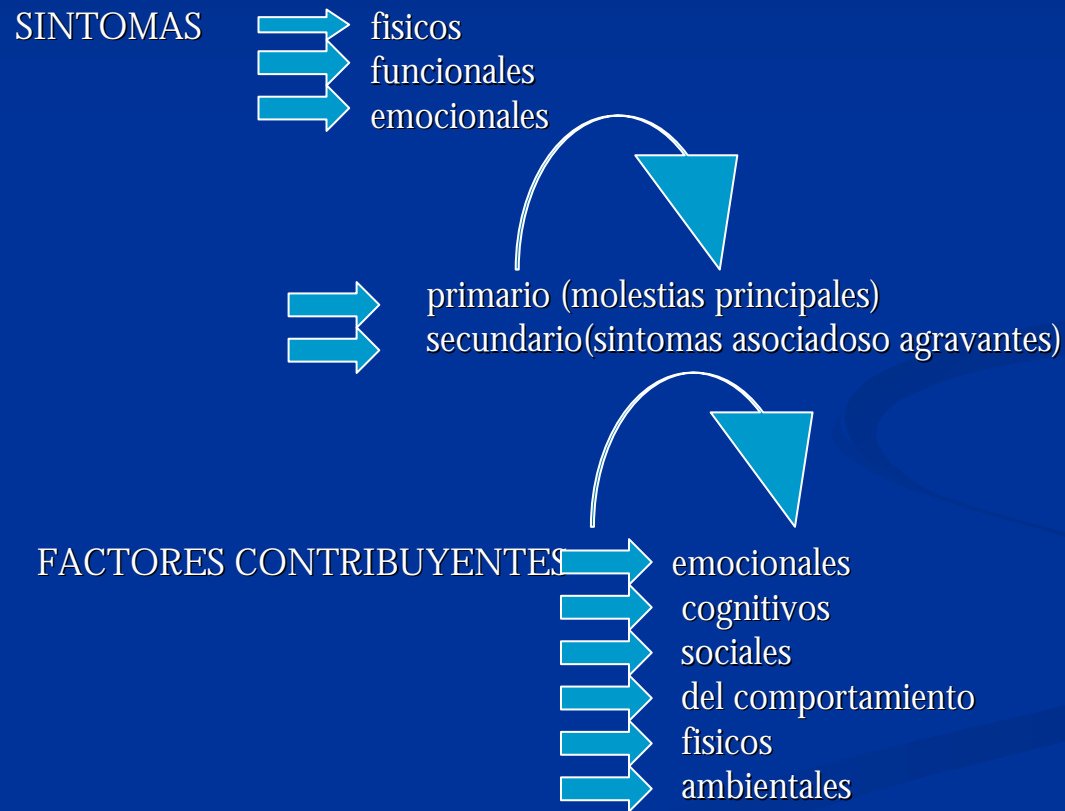 SINTOMAS fisicos
funcionales
emocionales
primario (molestias principales)
secundario(sintomas asociadoso agravantes)
FACTORES CONTRIBUYENTES emocionales
cognitivos
sociales
del comportamiento
fisicos
ambientales